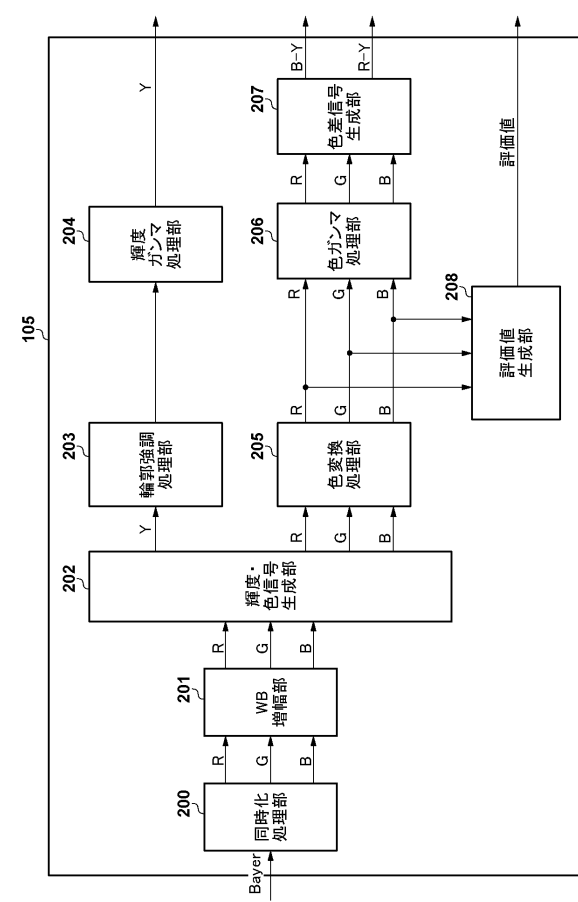 105
Bayer
200
同時化
処理部
R
G
B
201
WB
増幅部
R
G
B
202
輝度・
色信号
生成部
Y
203
輪郭強調
処理部
204
輝度
ガンマ
処理部
Y
R
G
B
205
色変換
処理部
R
G
B
R
G
B
206
色ガンマ
処理部
R
G
B
207
色差信号
生成部
B-Y
R-Y
208
評価値
生成部
評価値